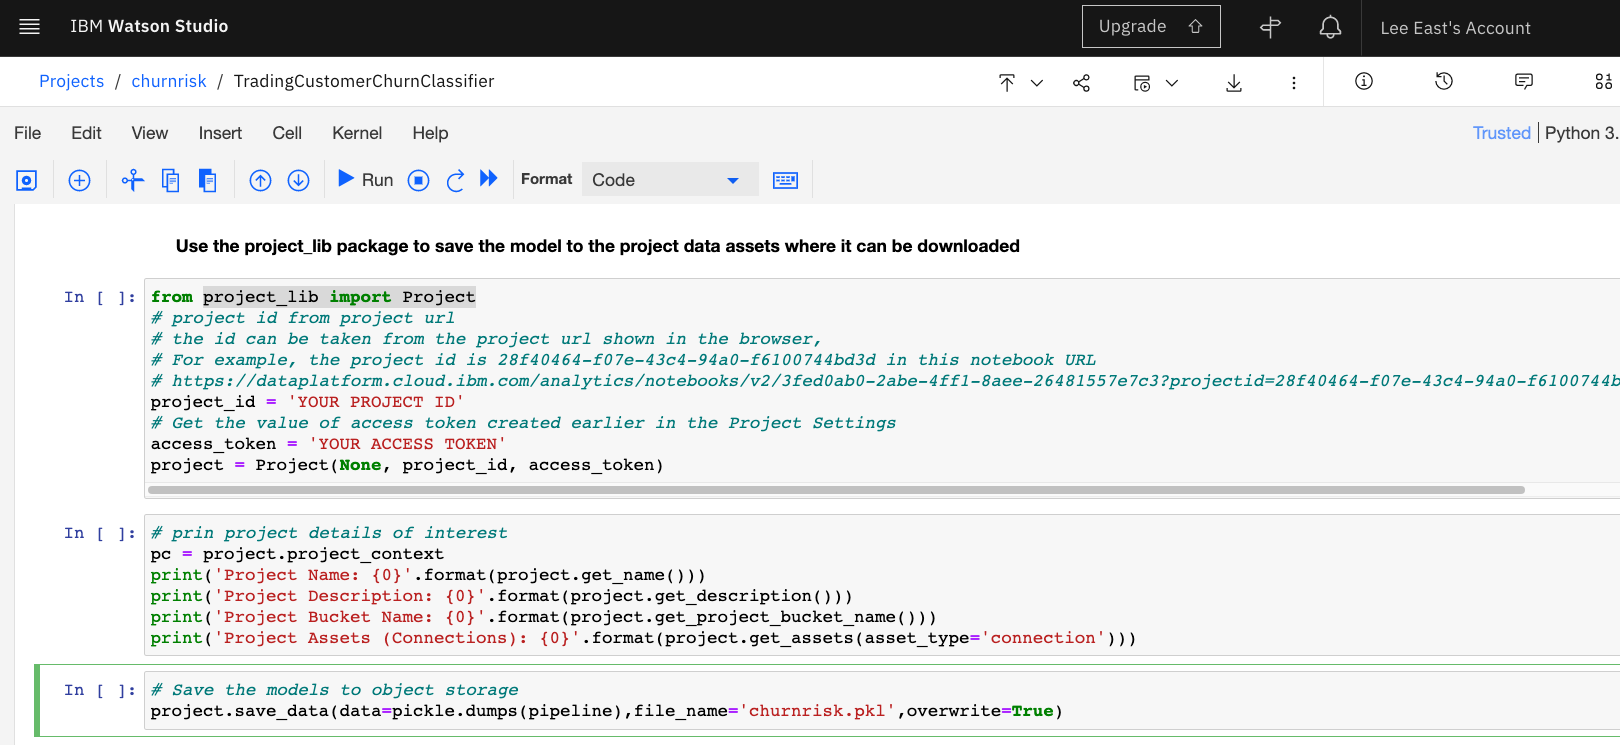 IBM Watson Studio
Upgrade
Lee East's Account
Projects / churnrisk / TradingCustomerChurnClassifier
File Edit View Insert Cell Kernel Help
Trusted | Python 3.
Run
Format
Code
Use the project_lib package to save the model to the project data assets where it can be downloaded
In [ ]:
from project_lib import Project
# project id from project url
# the id can be taken from the project url shown in the browser,
# For example, the project id is 28f40464-f07e-43c4-94a0-f6100744bd3d in this notebook URL
# https://dataplatform.cloud.ibm.com/analytics/notebooks/v2/3fed0ab0-2abe-4ff1-8aee-26481557e7c3?projectid=28f40464-f07e-43c4-94a0-f6100744b
project_id = 'YOUR PROJECT ID'
# Get the value of access token created earlier in the Project Settings
access_token = 'YOUR ACCESS TOKEN'
project = Project(None, project_id, access_token)
In [ ]:
# prin project details of interest
pc = project.project_context
print('Project Name: {0}'.format(project.get_name()))
print('Project Description: {0}'.format(project.get_description()))
print('Project Bucket Name: {0}'.format(project.get_project_bucket_name()))
print('Project Assets (Connections): {0}'.format(project.get_assets(asset_type='connection')))
In [ ]:
# Save the models to object storage
project.save_data(data=pickle.dumps(pipeline),file_name='churnrisk.pkl',overwrite=True)